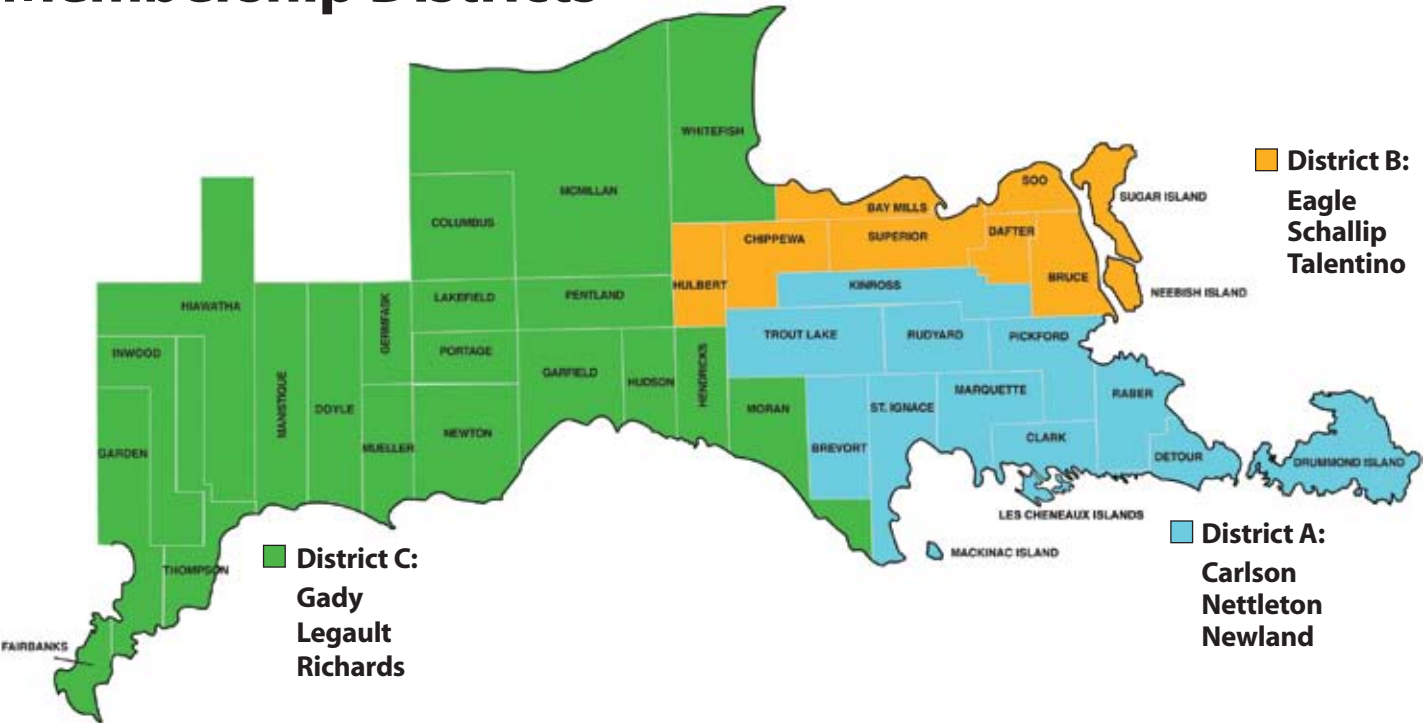 Membership Districts
WHITEFISH
MCMILLAN
COLUMBUS
SOO
SUGAR ISLAND
BAY MILLS
CHIPPEWA
SUPERIOR
DAFTER
BRUCE
NEEBISH ISLAND
HULBERT
KINROSS
HIAWATHA
GERMFASK
LAKEFIELD
PENTLAND
TROUT LAKE
RUDYARD
PICKFORD
INWOOD
PORTAGE
GARFIELD
HUDSON
HENDRICKS
MANISTIQUE
DOYLE
MORAN
ST. IGNACE
MARQUETTE
RABER
GARDEN
MUELLER
NEWTON
BREVORT
CLARK
DETOUR
DRUMMOND ISLAND
LES CHENEAUX ISLANDS
MACKINAC ISLAND
THOMPSON
FAIRBANKS
District B:
Eagle
Schallip
Talentino
District A:
Carlson
Nettleton
Newland
District C:
Gady
Legault
Richards